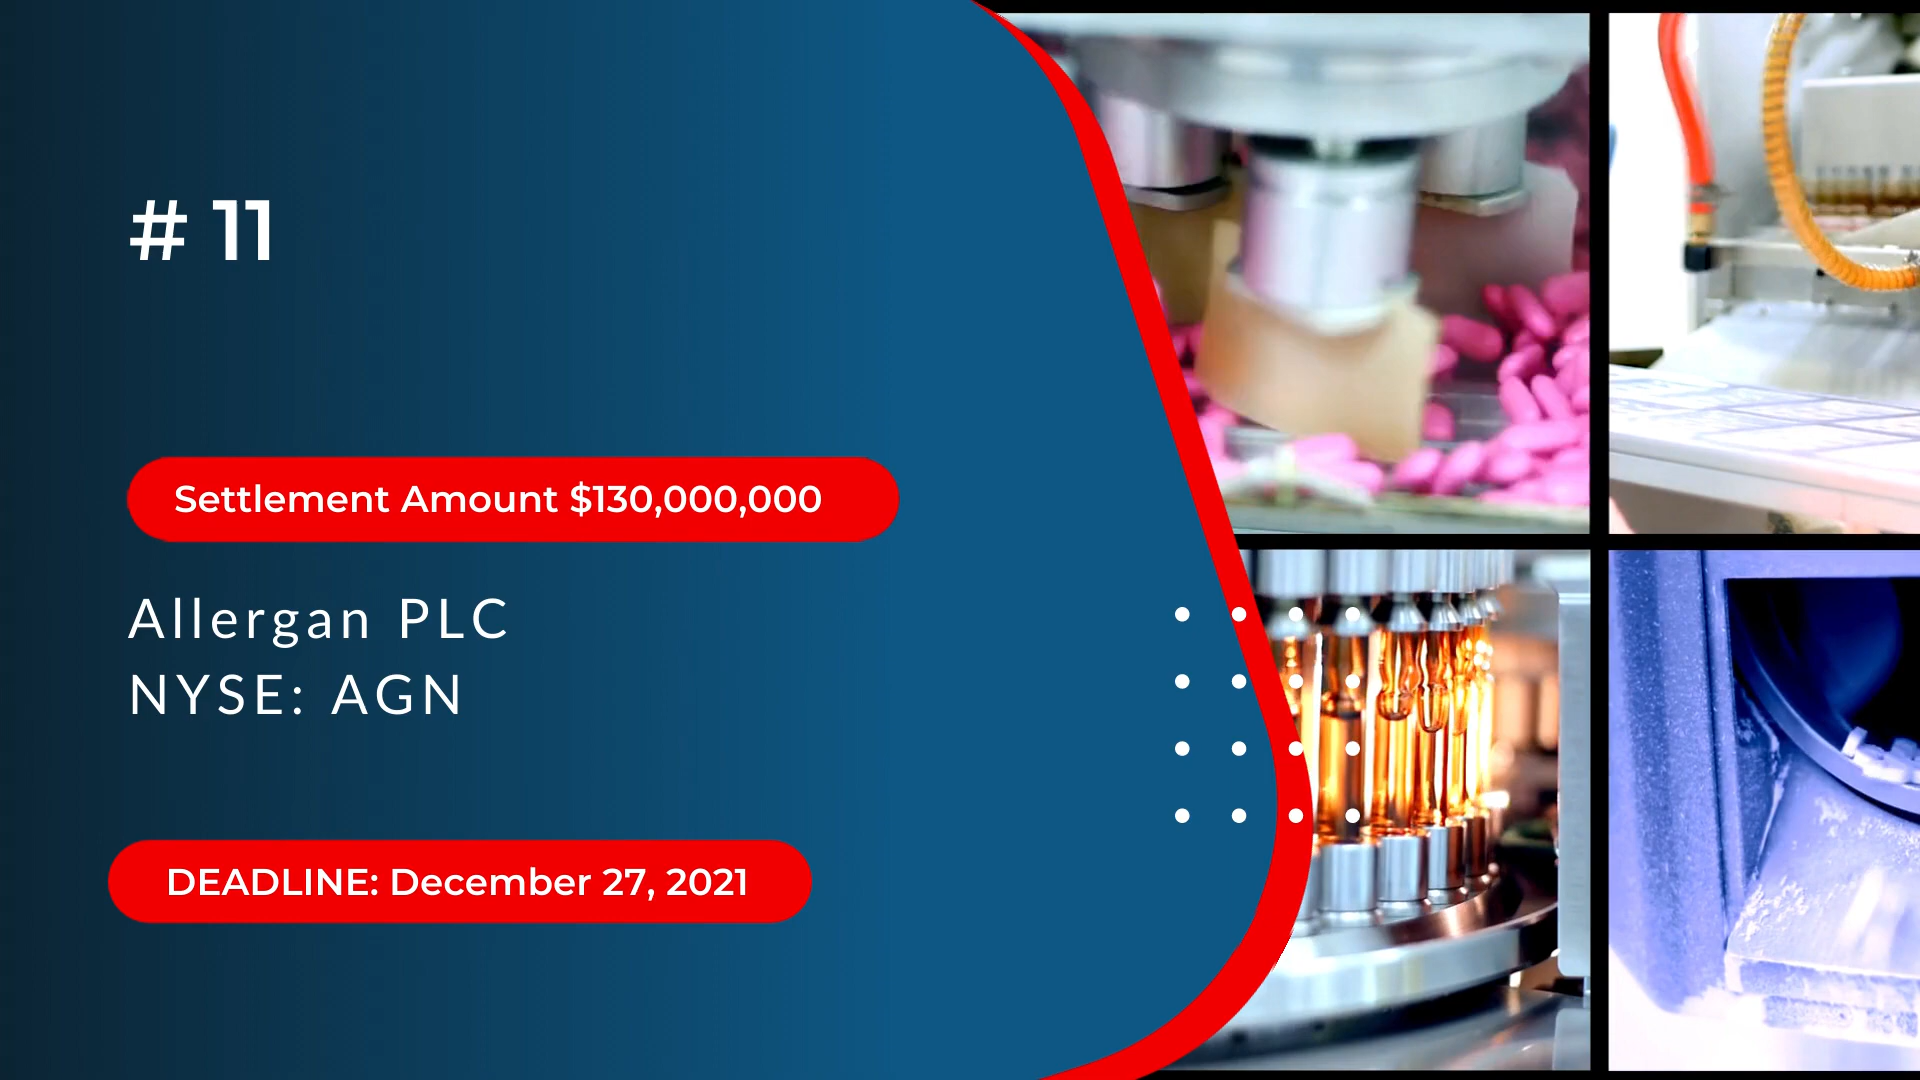 # 11
Settlement Amount $130,000,000
Allergan PLC
NYSE: AGN
DEADLINE: December 27, 2021